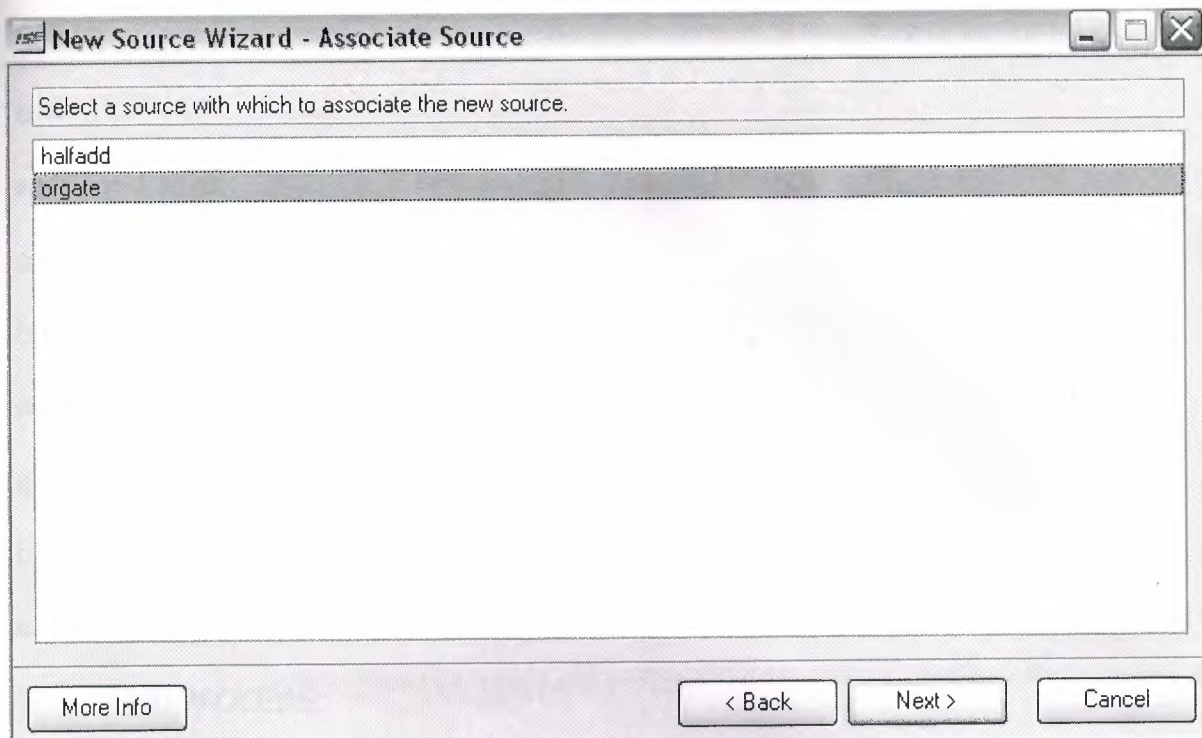 ISE New Source Wizard - Associate Source
Select a source with which to associate the new source.
halfadd
orgate
More Info
< Back
Next >
Cancel